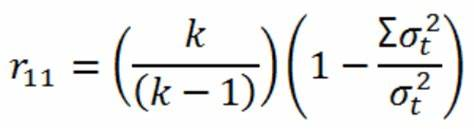 r₁₁ = (k / (k − 1)) (1 − Σσₜ² / σₜ²)